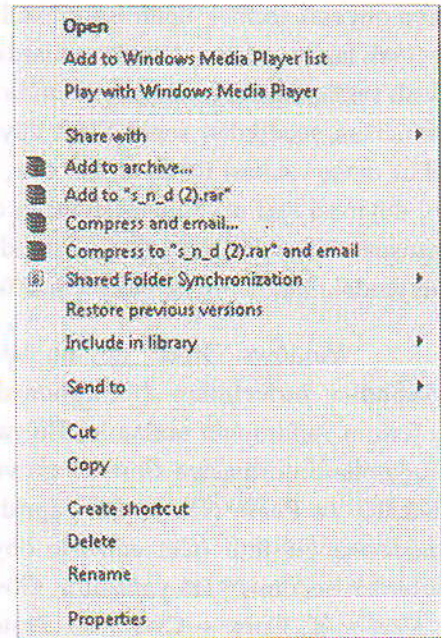 Open
Add to Windows Media Player list
Play with Windows Media Player
Share with
Add to archive...
Add to "s_n_d (2).rar"
Compress and email...
Compress to "s_n_d (2).rar" and email
Shared Folder Synchronization
Restore previous versions
Include in library
Send to
Cut
Copy
Create shortcut
Delete
Rename
Properties